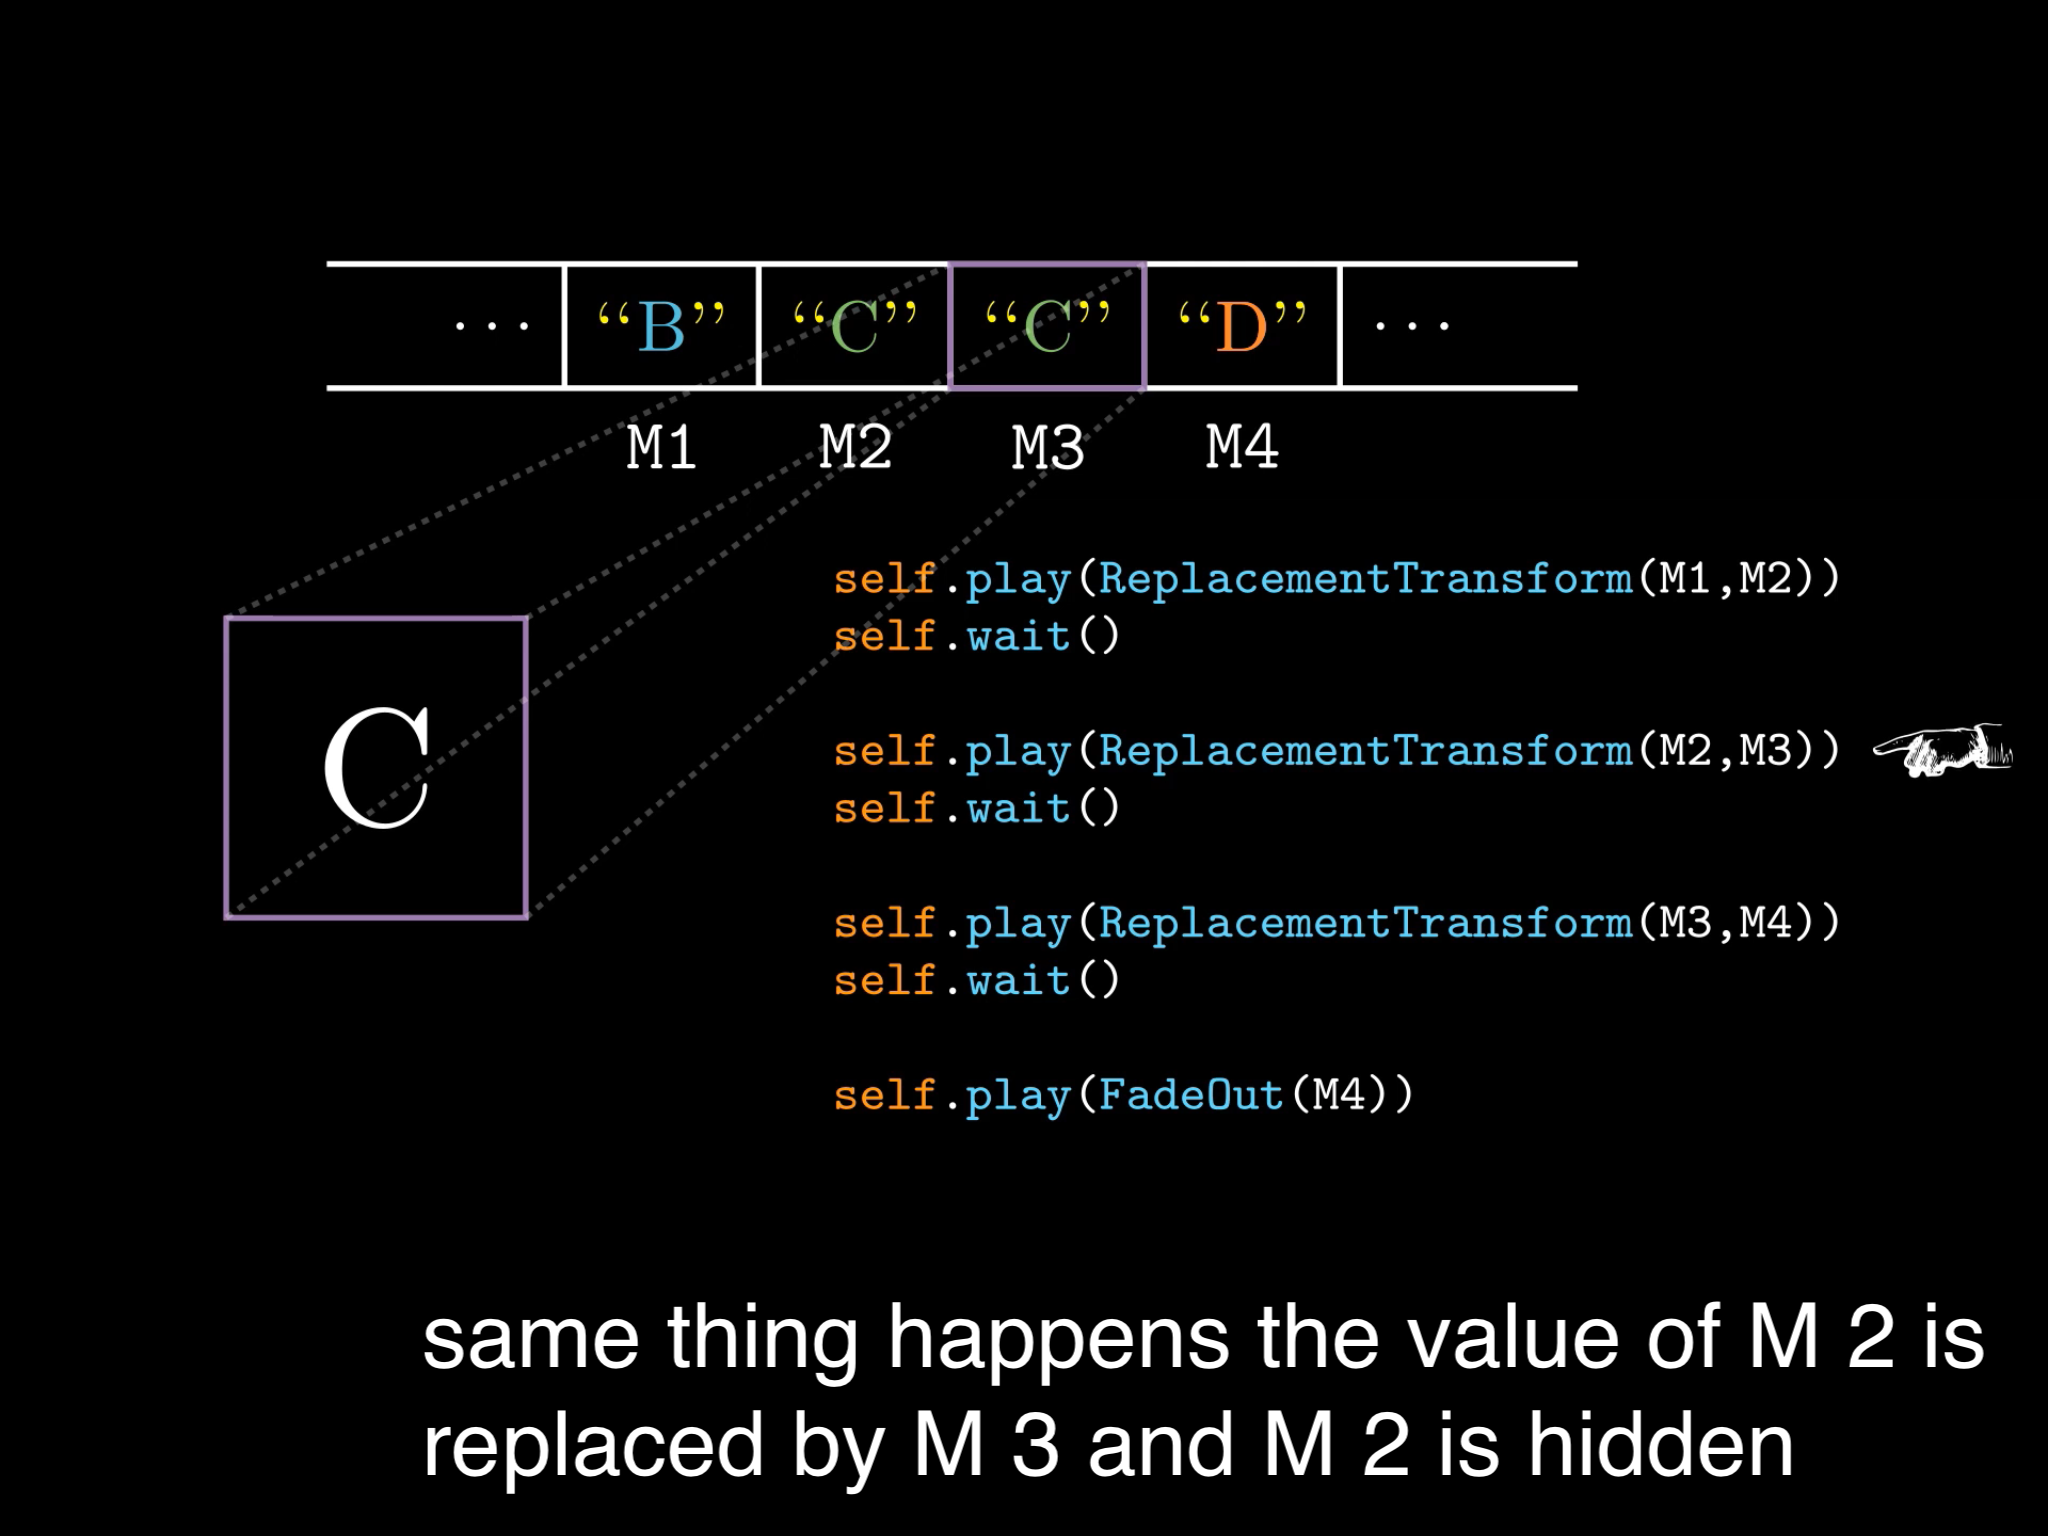 ··· “B” “C” “C” “D” ···
M1 M2 M3 M4
self.play(ReplacementTransform(M1,M2))
self.wait()
self.play(ReplacementTransform(M2,M3))
self.wait()
C
self.play(ReplacementTransform(M3,M4))
self.wait()
self.play(FadeOut(M4))
same thing happens the value of M 2 is
replaced by M 3 and M 2 is hidden